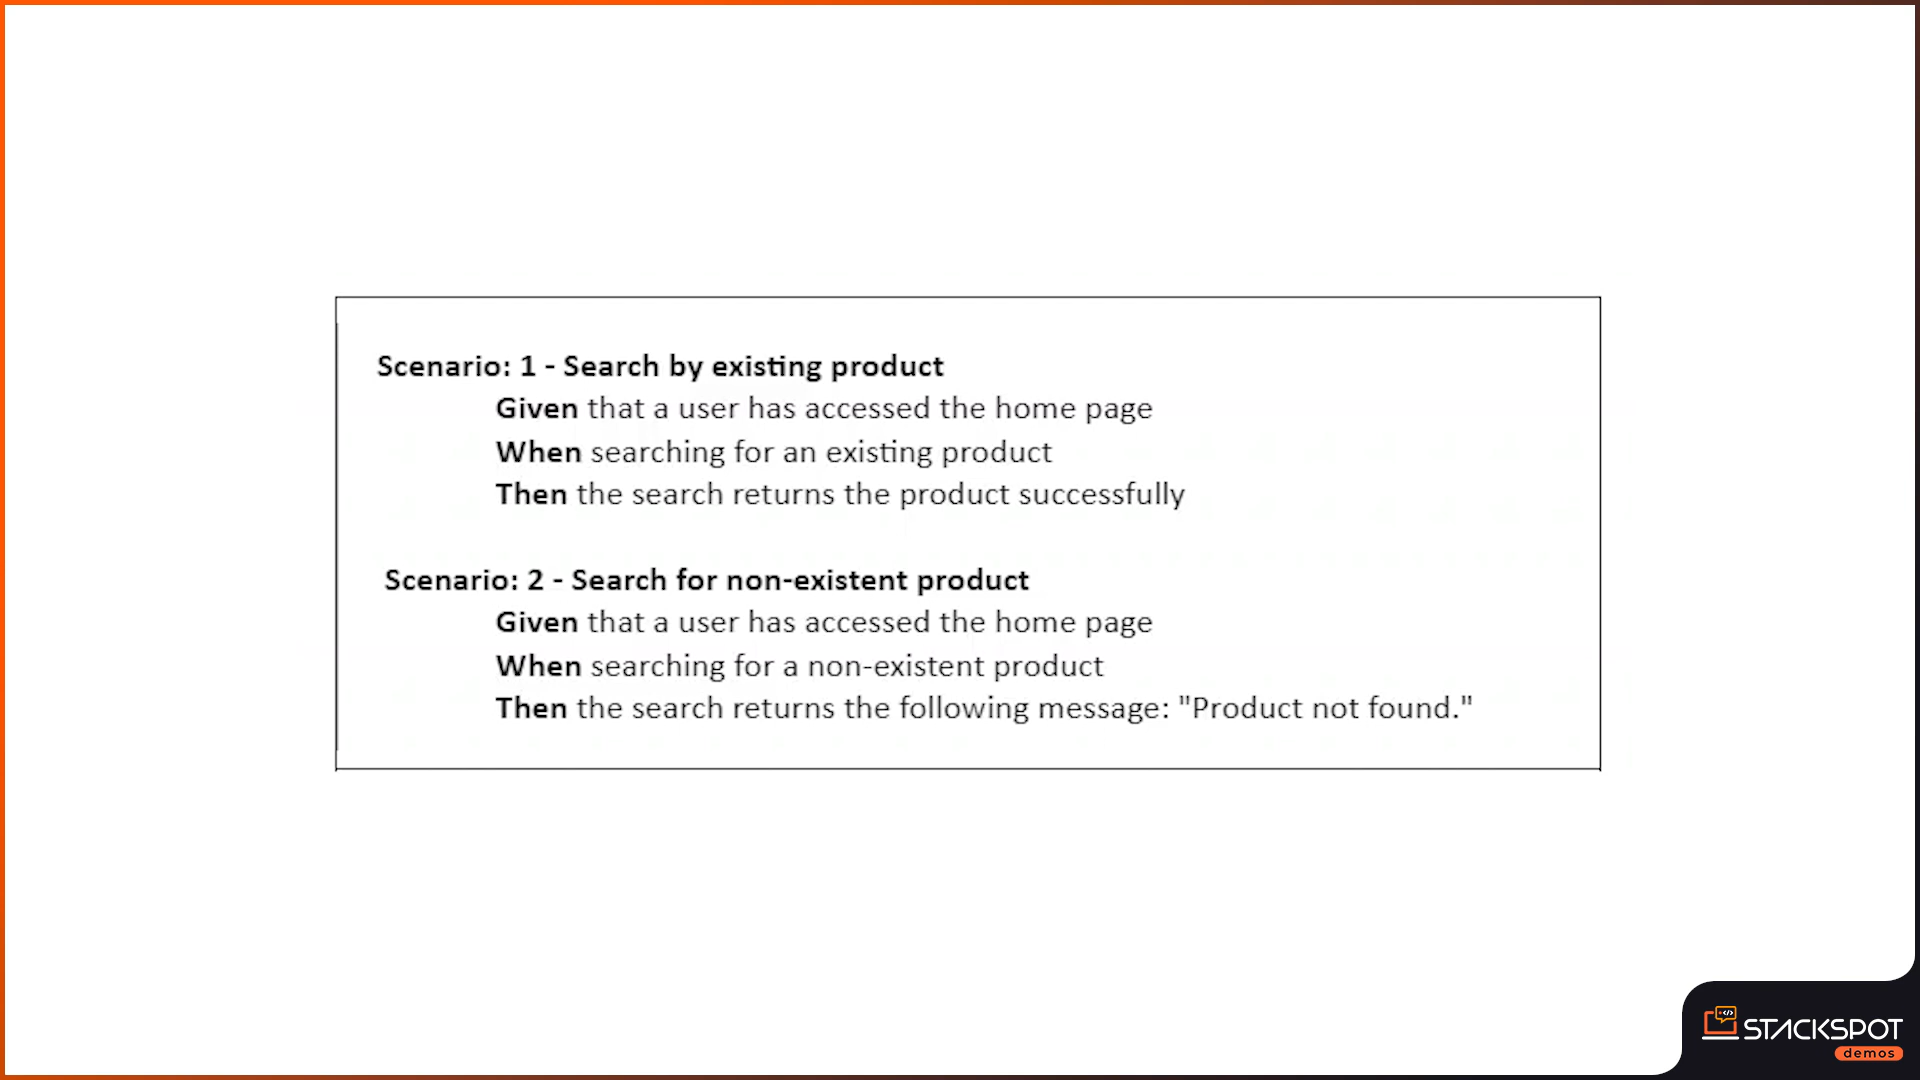 Scenario: 1 - Search by existing product
Given that a user has accessed the home page
When searching for an existing product
Then the search returns the product successfully
Scenario: 2 - Search for non-existent product
Given that a user has accessed the home page
When searching for a non-existent product
Then the search returns the following message: "Product not found."
STACKSPOT
demos